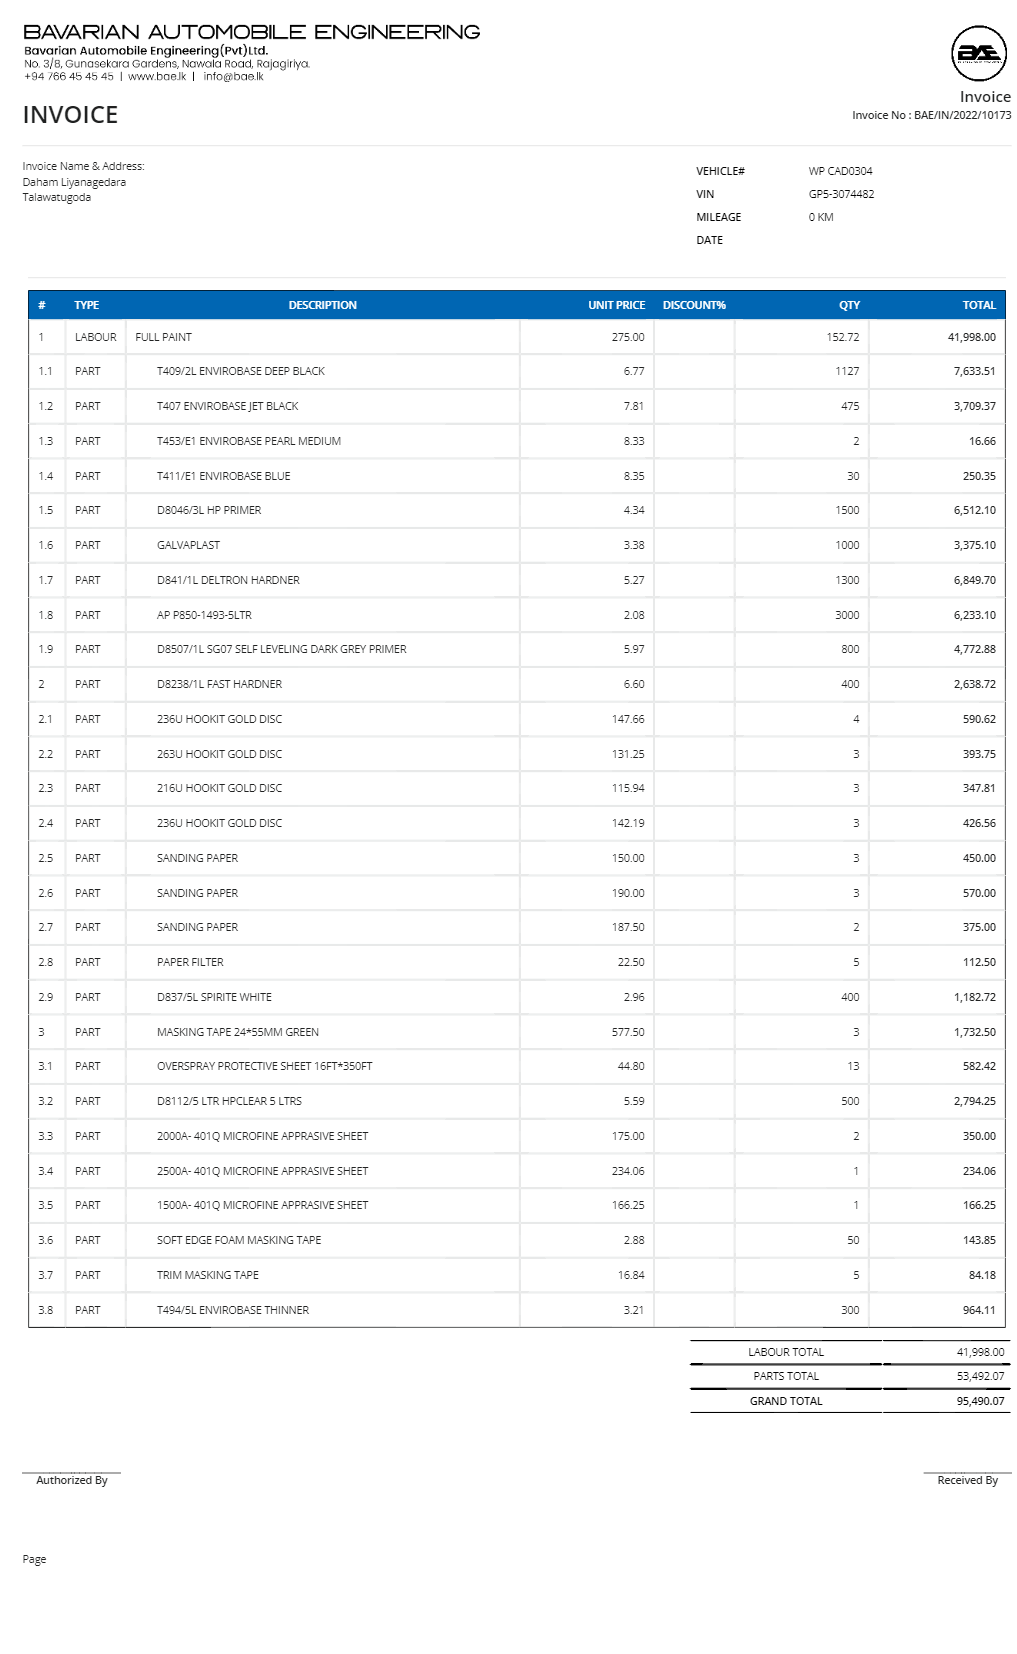 BAVARIAN AUTOMOBILE ENGINEERING
Bavarian Automobile Engineering(Pvt)Ltd.
No. 3/8, Gunasekara Gardens, Nawala Road, Rajagiriya.
+94 766 45 45 45 | www.bae.lk | info@bae.lk
BAE
Invoice
INVOICE
Invoice No : BAE/IN/2022/10173
Invoice Name & Address:
Daham Liyanagedara
Talawatugoda
VEHICLE# WP CAD0304
VIN GP5-3074482
MILEAGE 0 KM
DATE
# TYPE DESCRIPTION UNIT PRICE DISCOUNT% QTY TOTAL
1 LABOUR FULL PAINT 275.00 152.72 41,998.00
1.1 PART T409/2L ENVIROBASE DEEP BLACK 6.77 1127 7,633.51
1.2 PART T407 ENVIROBASE JET BLACK 7.81 475 3,709.37
1.3 PART T453/E1 ENVIROBASE PEARL MEDIUM 8.33 2 16.66
1.4 PART T411/E1 ENVIROBASE BLUE 8.35 30 250.35
1.5 PART D8046/3L HP PRIMER 4.34 1500 6,512.10
1.6 PART GALVAPLAST 3.38 1000 3,375.10
1.7 PART D841/1L DELTRON HARDNER 5.27 1300 6,849.70
1.8 PART AP P850-1493-5LTR 2.08 3000 6,233.10
1.9 PART D8507/1L SG07 SELF LEVELING DARK GREY PRIMER 5.97 800 4,772.88
2 PART D8238/1L FAST HARDNER 6.60 400 2,638.72
2.1 PART 236U HOOKIT GOLD DISC 147.66 4 590.62
2.2 PART 263U HOOKIT GOLD DISC 131.25 3 393.75
2.3 PART 216U HOOKIT GOLD DISC 115.94 3 347.81
2.4 PART 236U HOOKIT GOLD DISC 142.19 3 426.56
2.5 PART SANDING PAPER 150.00 3 450.00
2.6 PART SANDING PAPER 190.00 3 570.00
2.7 PART SANDING PAPER 187.50 2 375.00
2.8 PART PAPER FILTER 22.50 5 112.50
2.9 PART D837/5L SPIRITE WHITE 2.96 400 1,182.72
3 PART MASKING TAPE 24*55MM GREEN 577.50 3 1,732.50
3.1 PART OVERSPRAY PROTECTIVE SHEET 16FT*350FT 44.80 13 582.42
3.2 PART D8112/5 LTR HPCLEAR 5 LTRS 5.59 500 2,794.25
3.3 PART 2000A- 401Q MICROFINE APPRASIVE SHEET 175.00 2 350.00
3.4 PART 2500A- 401Q MICROFINE APPRASIVE SHEET 234.06 1 234.06
3.5 PART 1500A- 401Q MICROFINE APPRASIVE SHEET 166.25 1 166.25
3.6 PART SOFT EDGE FOAM MASKING TAPE 2.88 50 143.85
3.7 PART TRIM MASKING TAPE 16.84 5 84.18
3.8 PART T494/5L ENVIROBASE THINNER 3.21 300 964.11
LABOUR TOTAL 41,998.00
PARTS TOTAL 53,492.07
GRAND TOTAL 95,490.07
Authorized By Received By
Page